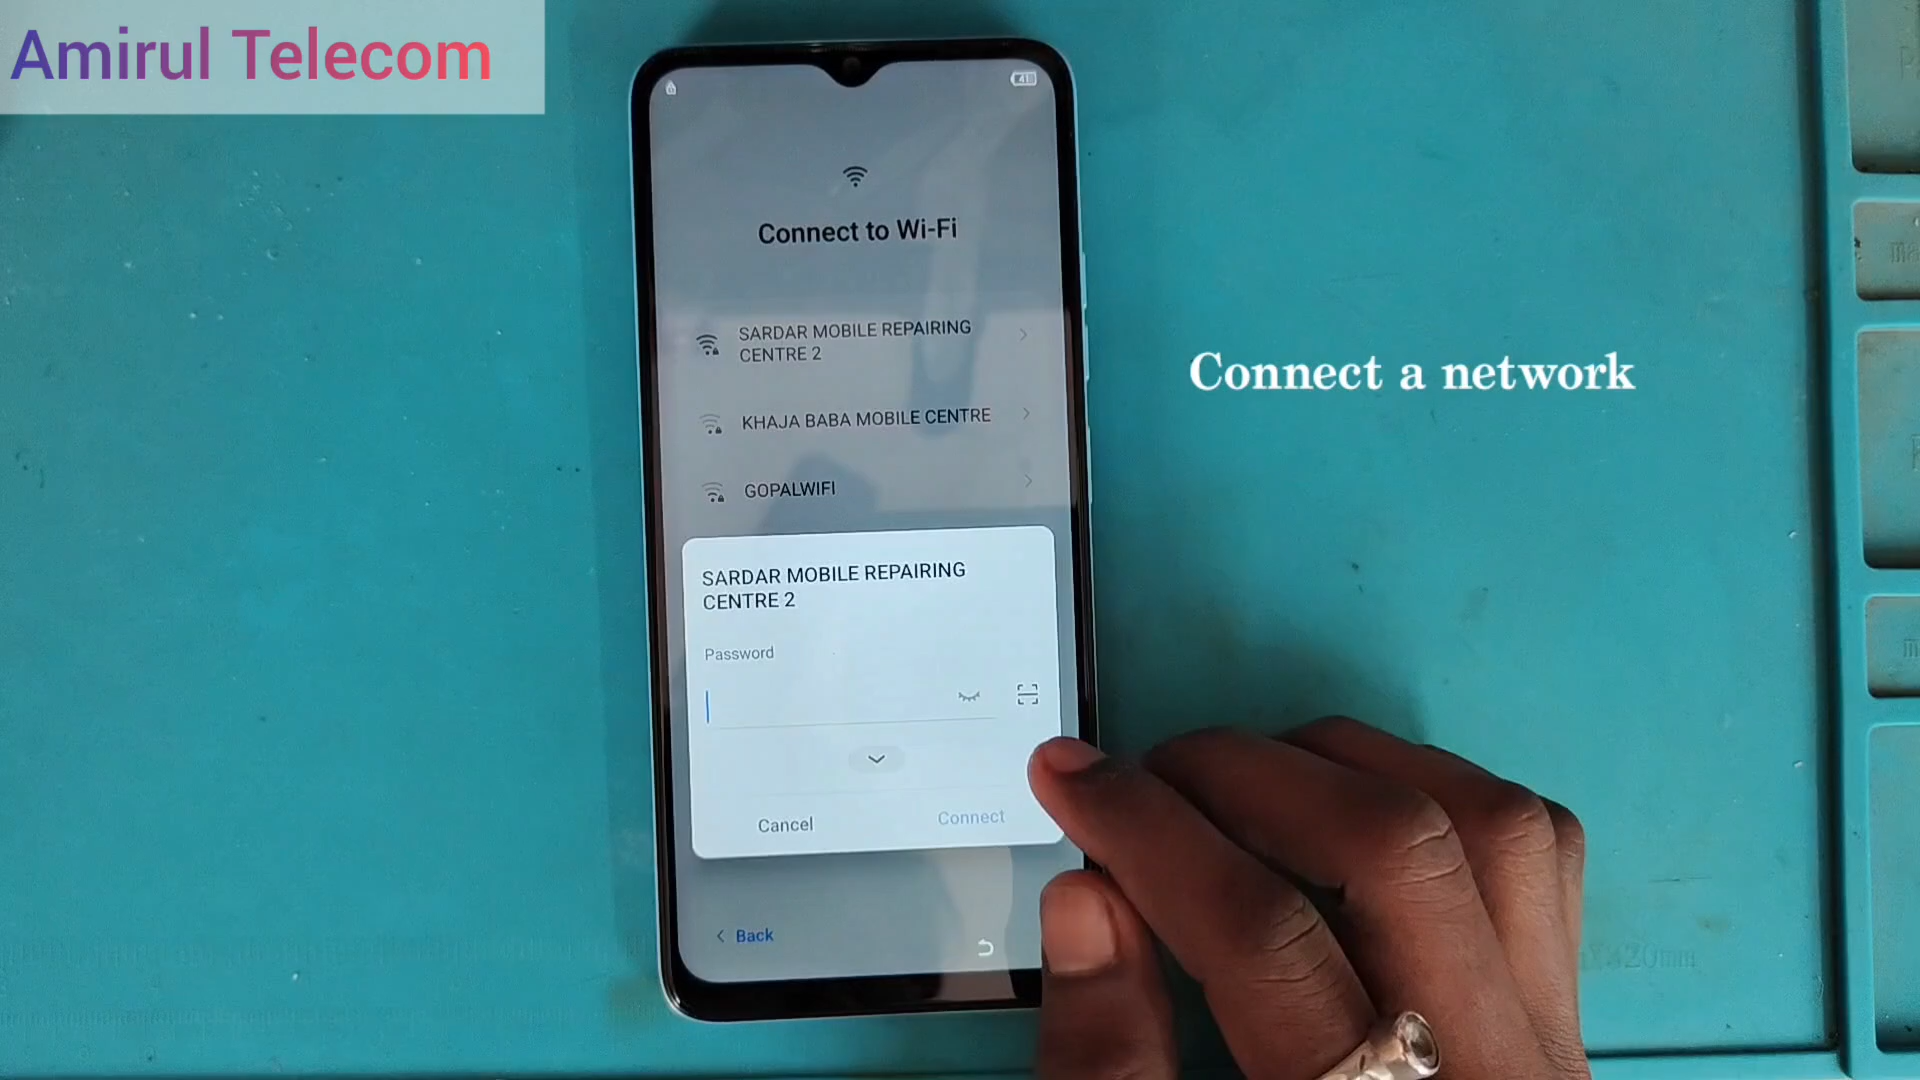 Amirul Telecom
41
Connect to Wi-Fi
SARDAR MOBILE REPAIRING
CENTRE 2
KHAJA BABA MOBILE CENTRE
GOPALWIFI
SARDAR MOBILE REPAIRING
CENTRE 2
Password
Cancel
Connect
Back
Connect a network